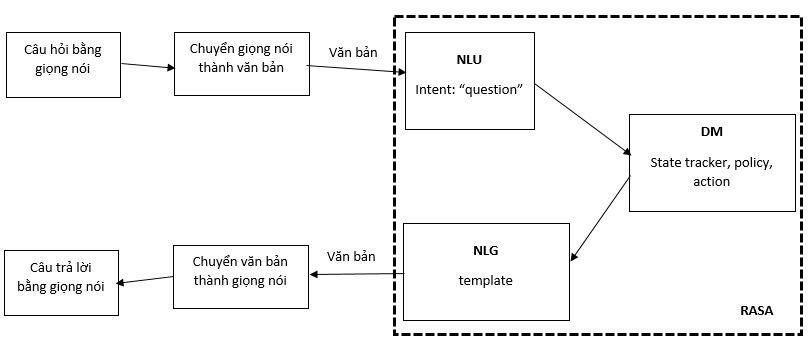 Câu hỏi bằng
giọng nói
Chuyển giọng nói
thành văn bản
Văn bản
NLU
Intent: “question”
DM
State tracker, policy,
action
NLG
template
Văn bản
Chuyển văn bản
thành giọng nói
Câu trả lời
bằng giọng nói
RASA